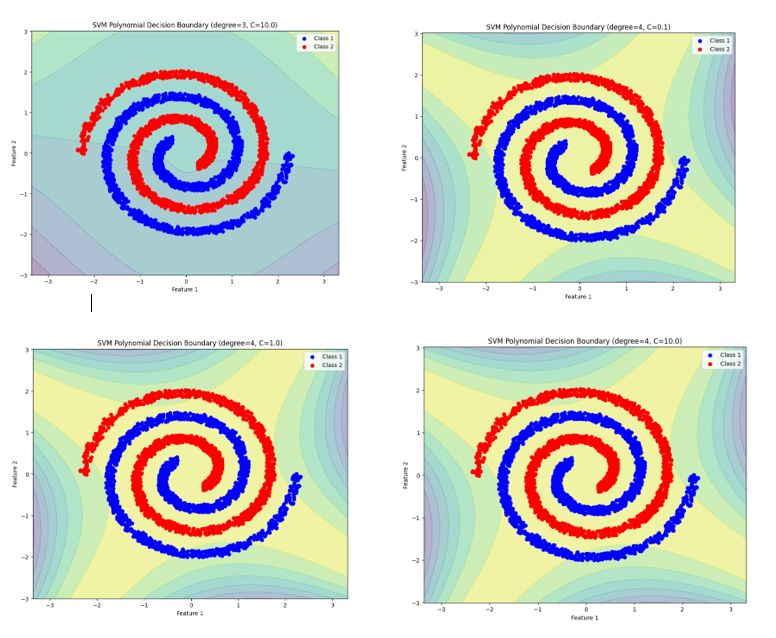 SVM Polynomial Decision Boundary (degree=3, C=10.0)
Class 1
Class 2
3
2
1
0
−1
−2
−3
Feature 2
−3 −2 −1 0 1 2 3
Feature 1
SVM Polynomial Decision Boundary (degree=4, C=0.1)
Class 1
Class 2
3
2
1
0
−1
−2
−3
Feature 2
−3 −2 −1 0 1 2 3
Feature 1
SVM Polynomial Decision Boundary (degree=4, C=1.0)
Class 1
Class 2
3
2
1
0
−1
−2
−3
Feature 2
−3 −2 −1 0 1 2 3
Feature 1
SVM Polynomial Decision Boundary (degree=4, C=10.0)
Class 1
Class 2
3
2
1
0
−1
−2
−3
Feature 2
−3 −2 −1 0 1 2 3
Feature 1